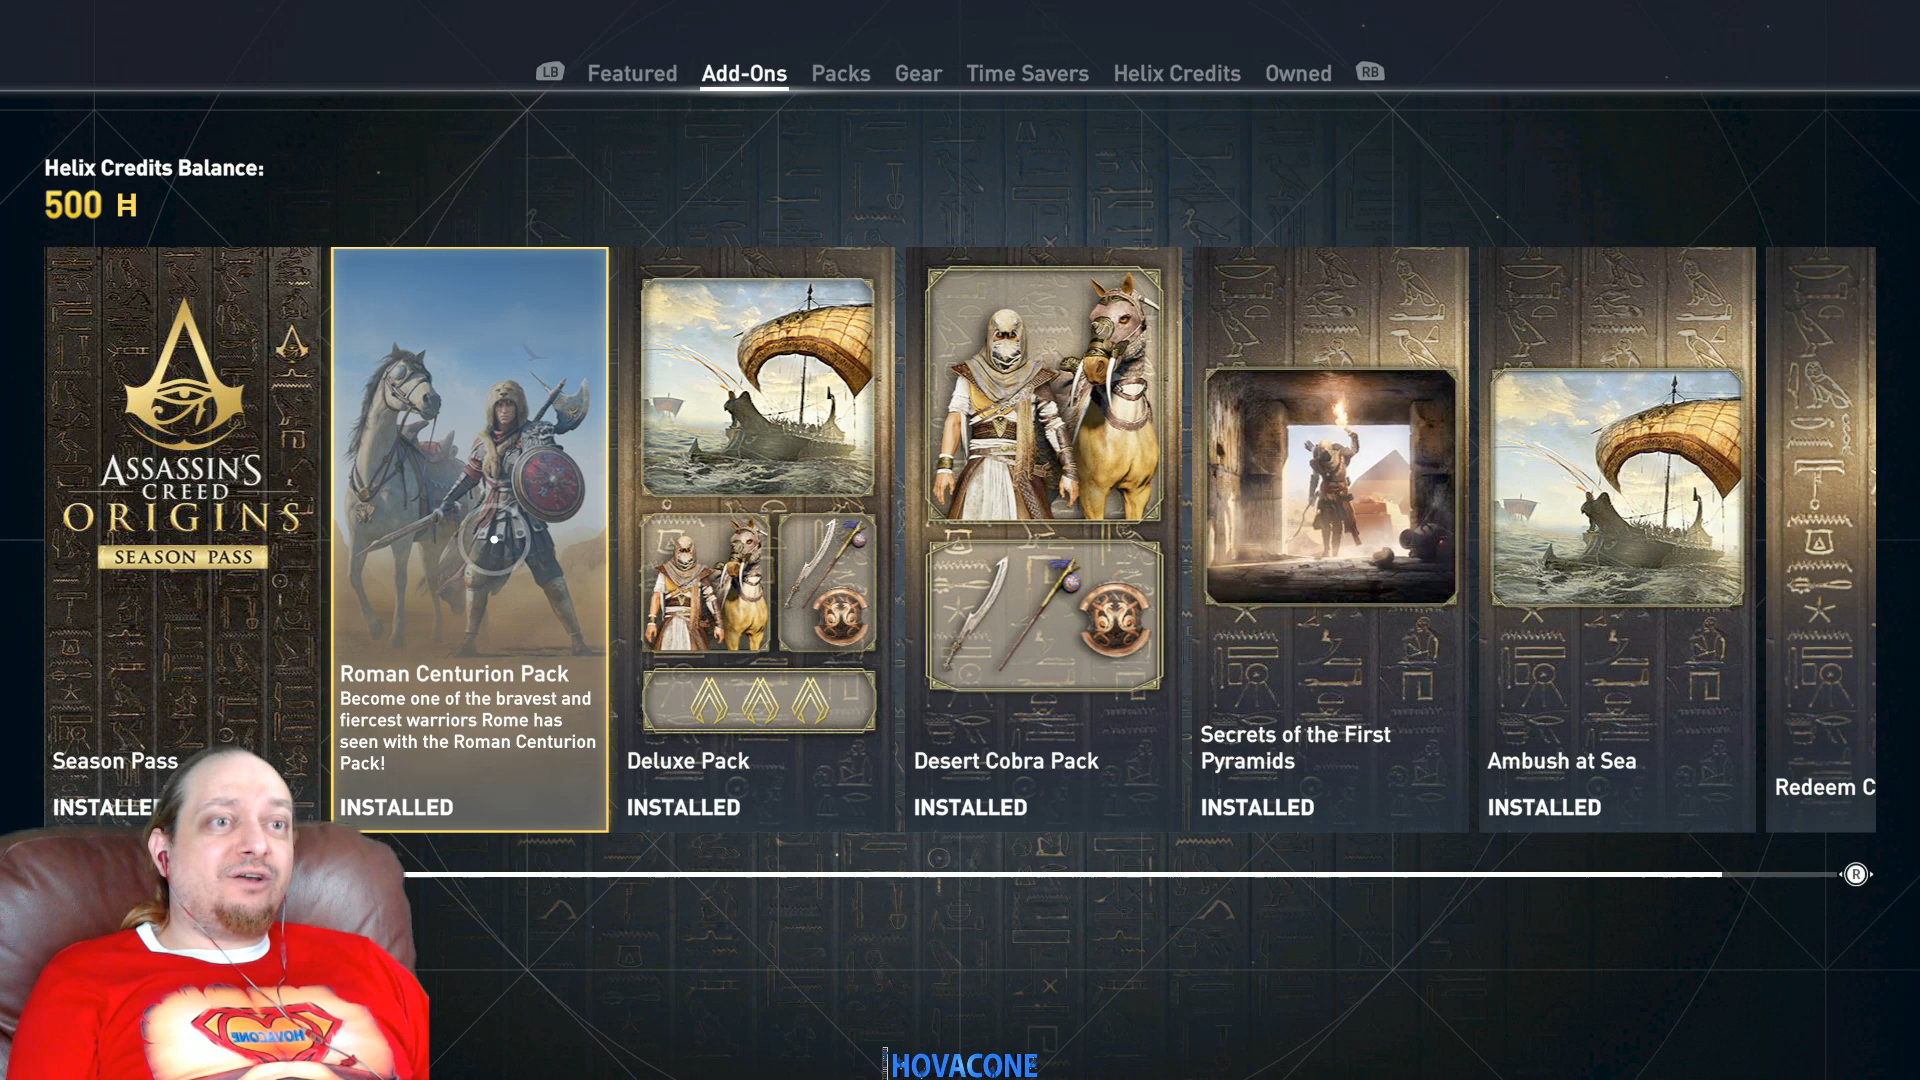 LB Featured Add-Ons Packs Gear Time Savers Helix Credits Owned RB
Helix Credits Balance:
500 H
ASSASSIN'S
CREED
ORIGINS
SEASON PASS
Season Pass
INSTALLE
Roman Centurion Pack
Become one of the bravest and
fiercest warriors Rome has
seen with the Roman Centurion
Pack!
INSTALLED
Deluxe Pack
INSTALLED
Desert Cobra Pack
INSTALLED
Secrets of the First
Pyramids
INSTALLED
Ambush at Sea
INSTALLED
Redeem C
R
HOVACONE
HOVACONE